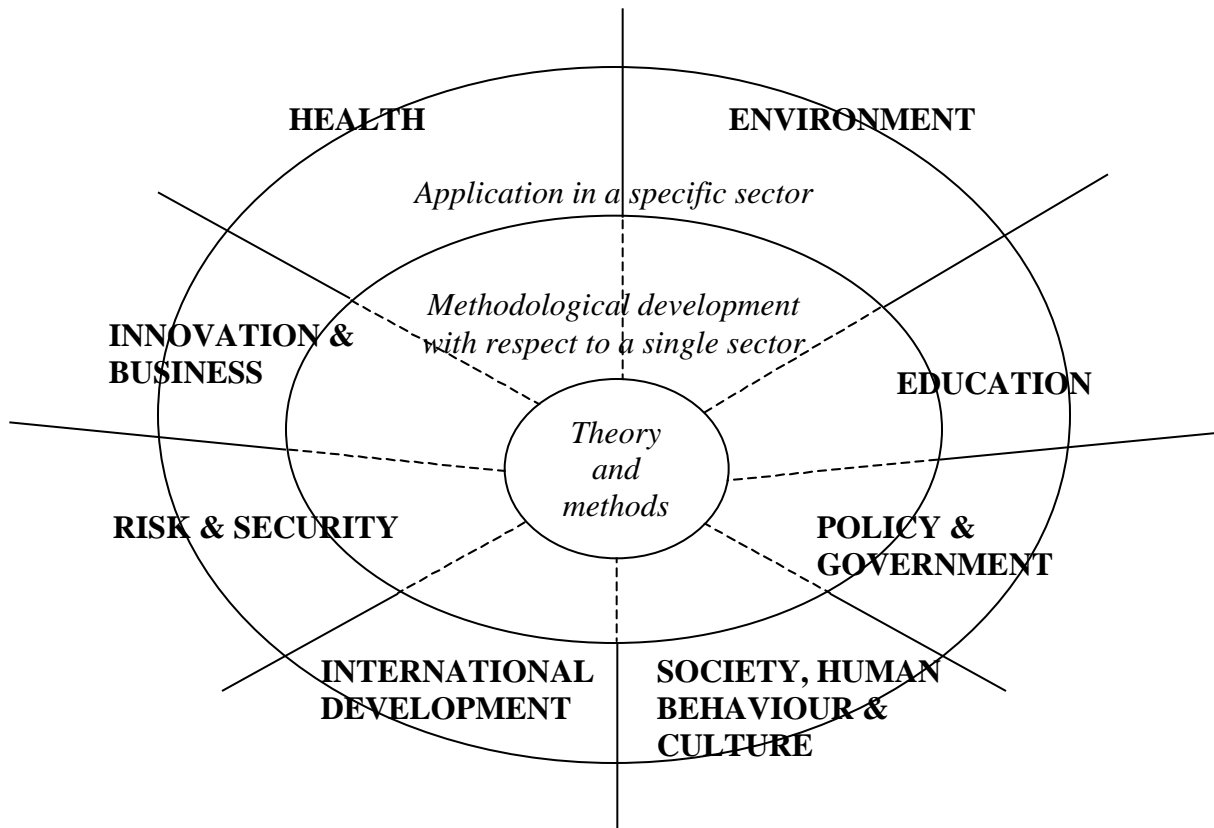 HEALTH
ENVIRONMENT
Application in a specific sector
Methodological development
with respect to a single sector
INNOVATION &
BUSINESS
EDUCATION
Theory
and
methods
RISK & SECURITY
POLICY &
GOVERNMENT
INTERNATIONAL
DEVELOPMENT
SOCIETY, HUMAN
BEHAVIOUR &
CULTURE